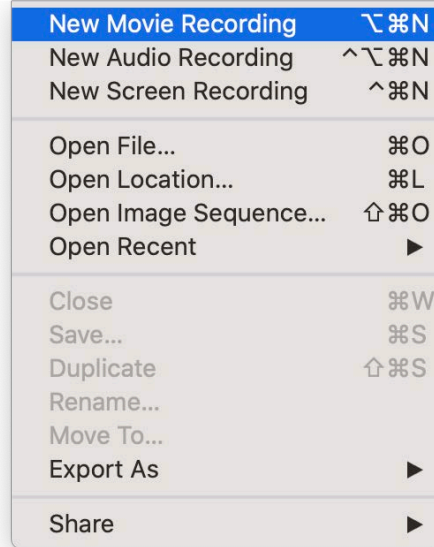 New Movie Recording ⌥⌘N
New Audio Recording ^⌥⌘N
New Screen Recording ^⌘N
Open File... ⌘O
Open Location... ⌘L
Open Image Sequence... ⇧⌘O
Open Recent ▶
Close ⌘W
Save... ⌘S
Duplicate ⇧⌘S
Rename...
Move To...
Export As ▶
Share ▶